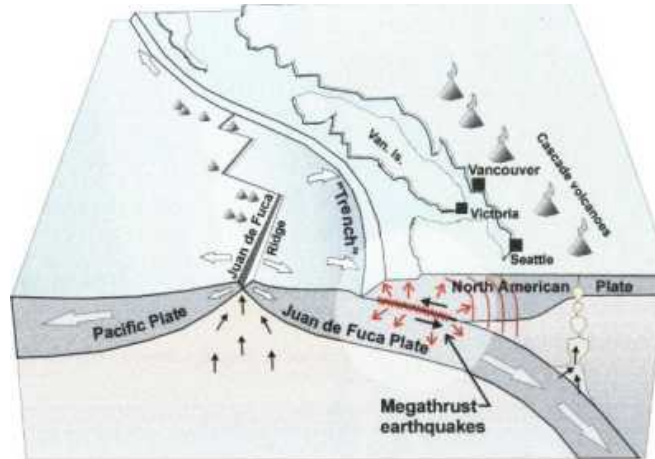 Van. Is.
Cascade volcanoes
Vancouver
Victoria
Seattle
"Trench"
Juan de Fuca
Ridge
North American Plate
Pacific Plate
Juan de Fuca Plate
Megathrust
earthquakes